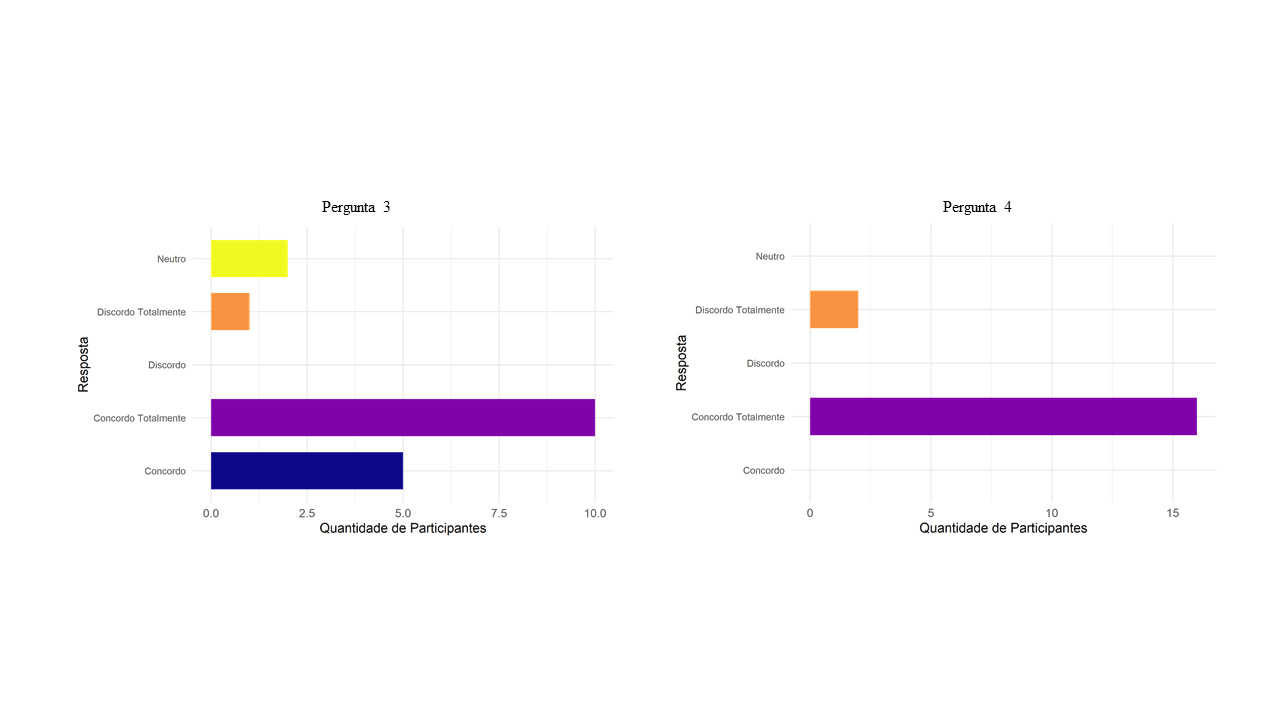 Pergunta 3
Neutro
Discordo Totalmente
Discordo
Concordo Totalmente
Concordo
Resposta
0.0 2.5 5.0 7.5 10.0
Quantidade de Participantes
Pergunta 4
Neutro
Discordo Totalmente
Discordo
Concordo Totalmente
Concordo
Resposta
0 5 10 15
Quantidade de Participantes